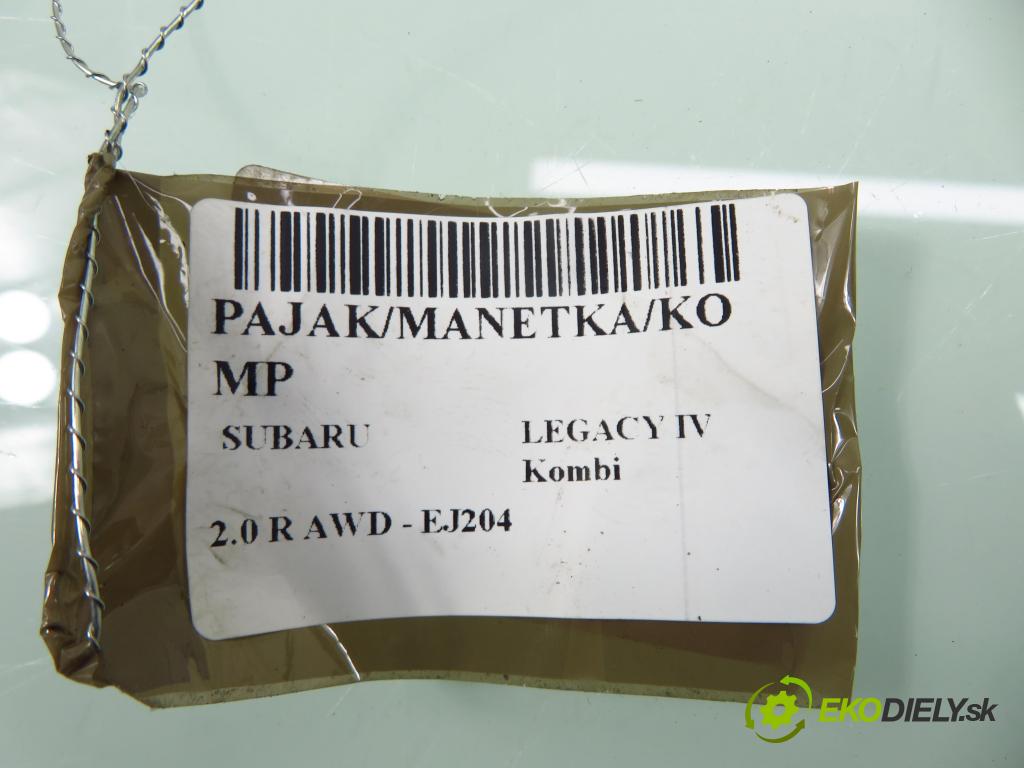 PAJAK/MANETKA/KO
MP
SUBARU LEGACY IV
Kombi
2.0 R AWD - EJ204
EKODIELY.sk